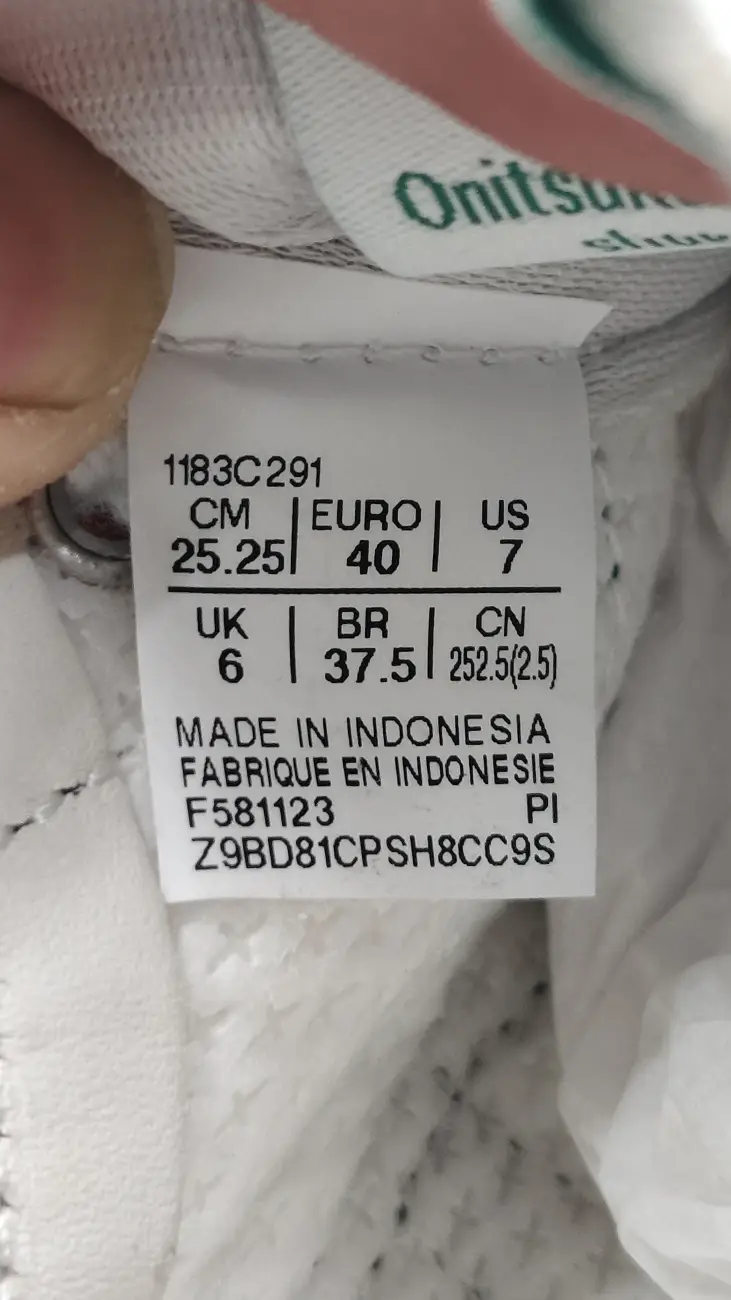 1183C291
CM | EURO | US
25.25 | 40 | 7
UK | BR | CN
6 | 37.5 | 252.5(2.5)
MADE IN INDONESIA
FABRIQUE EN INDONESIE
F581123 PI
Z9BD81CPSH8CC9S